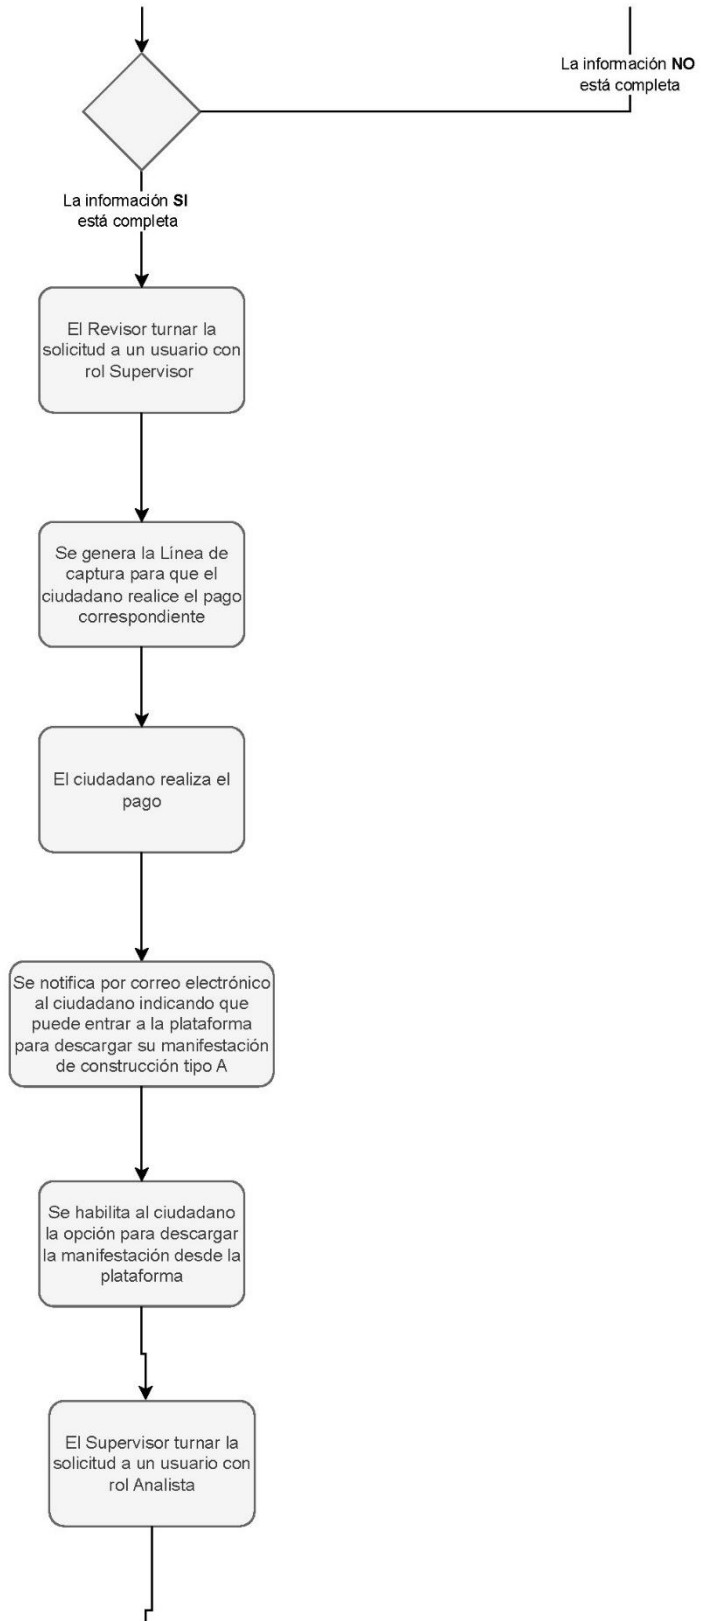 La información NO
está completa
La información SI
está completa
El Revisor turnar la
solicitud a un usuario con
rol Supervisor
Se genera la Línea de
captura para que el
ciudadano realice el pago
correspondiente
El ciudadano realiza el
pago
Se notifica por correo electrónico
al ciudadano indicando que
puede entrar a la plataforma
para descargar su manifestación
de construcción tipo A
Se habilita al ciudadano
la opción para descargar
la manifestación desde la
plataforma
El Supervisor turnar la
solicitud a un usuario con
rol Analista